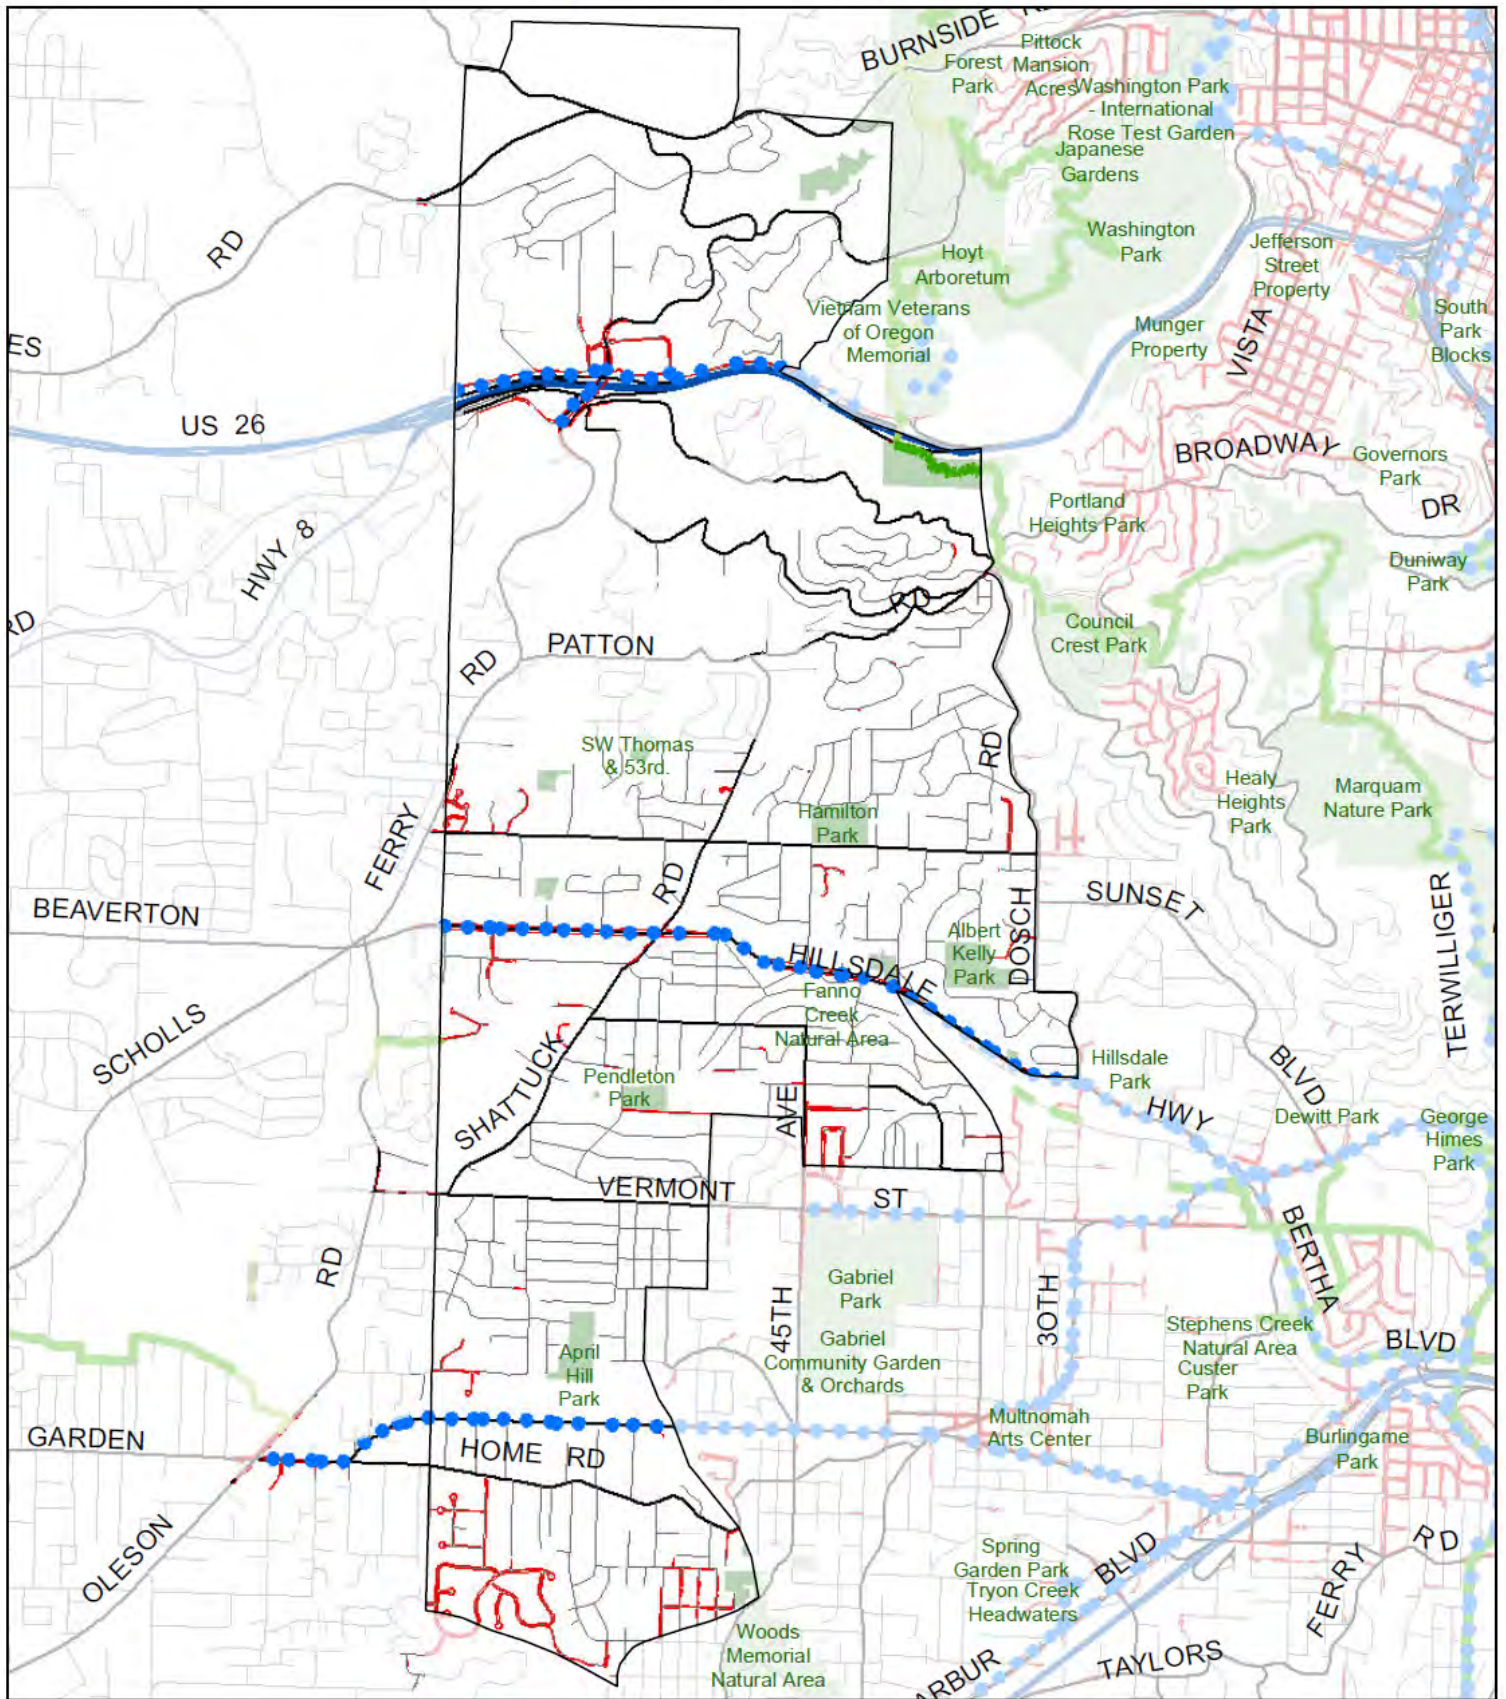 BURNSIDE
Pittock
Mansion
Acres
Forest
Park
Washington Park
- International
Rose Test Garden
Japanese
Gardens
RD
Washington
Park
Hoyt
Arboretum
Jefferson
Street
Property
Vietnam Veterans
of Oregon
Memorial
Munger
Property
VISTA
South
Park
Blocks
ES
US 26
BROADWAY
Governors
Park
DR
Portland
Heights Park
HWY 8
Duniway
Park
RD
RD
Council
Crest Park
PATTON
RD
SW Thomas
& 53rd.
RD
Healy
Heights
Park
Marquam
Nature Park
Hamilton
Park
FERRY
RD
BEAVERTON
SUNSET
DOSCH
Albert
Kelly
Park
TERWILLIGER
HILLSDALE
Fanno
Creek
Natural Area
SCHOLLS
SHATTUCK
Pendleton
Park
AVE
Hillsdale
Park
BLVD
HWY
Dewitt Park
George
Himes
Park
VERMONT
ST
BERTHA
RD
45TH
Gabriel
Park
30TH
Gabriel
Community Garden
& Orchards
Stephens Creek
Natural Area
Custer
Park
BLVD
April
Hill
Park
GARDEN
HOME RD
Multnomah
Arts Center
Burlingame
Park
OLESON
Spring
Garden Park
Tryon Creek
Headwaters
BLVD
FERRY
RD
Woods
Memorial
Natural Area
ARBUR
TAYLORS